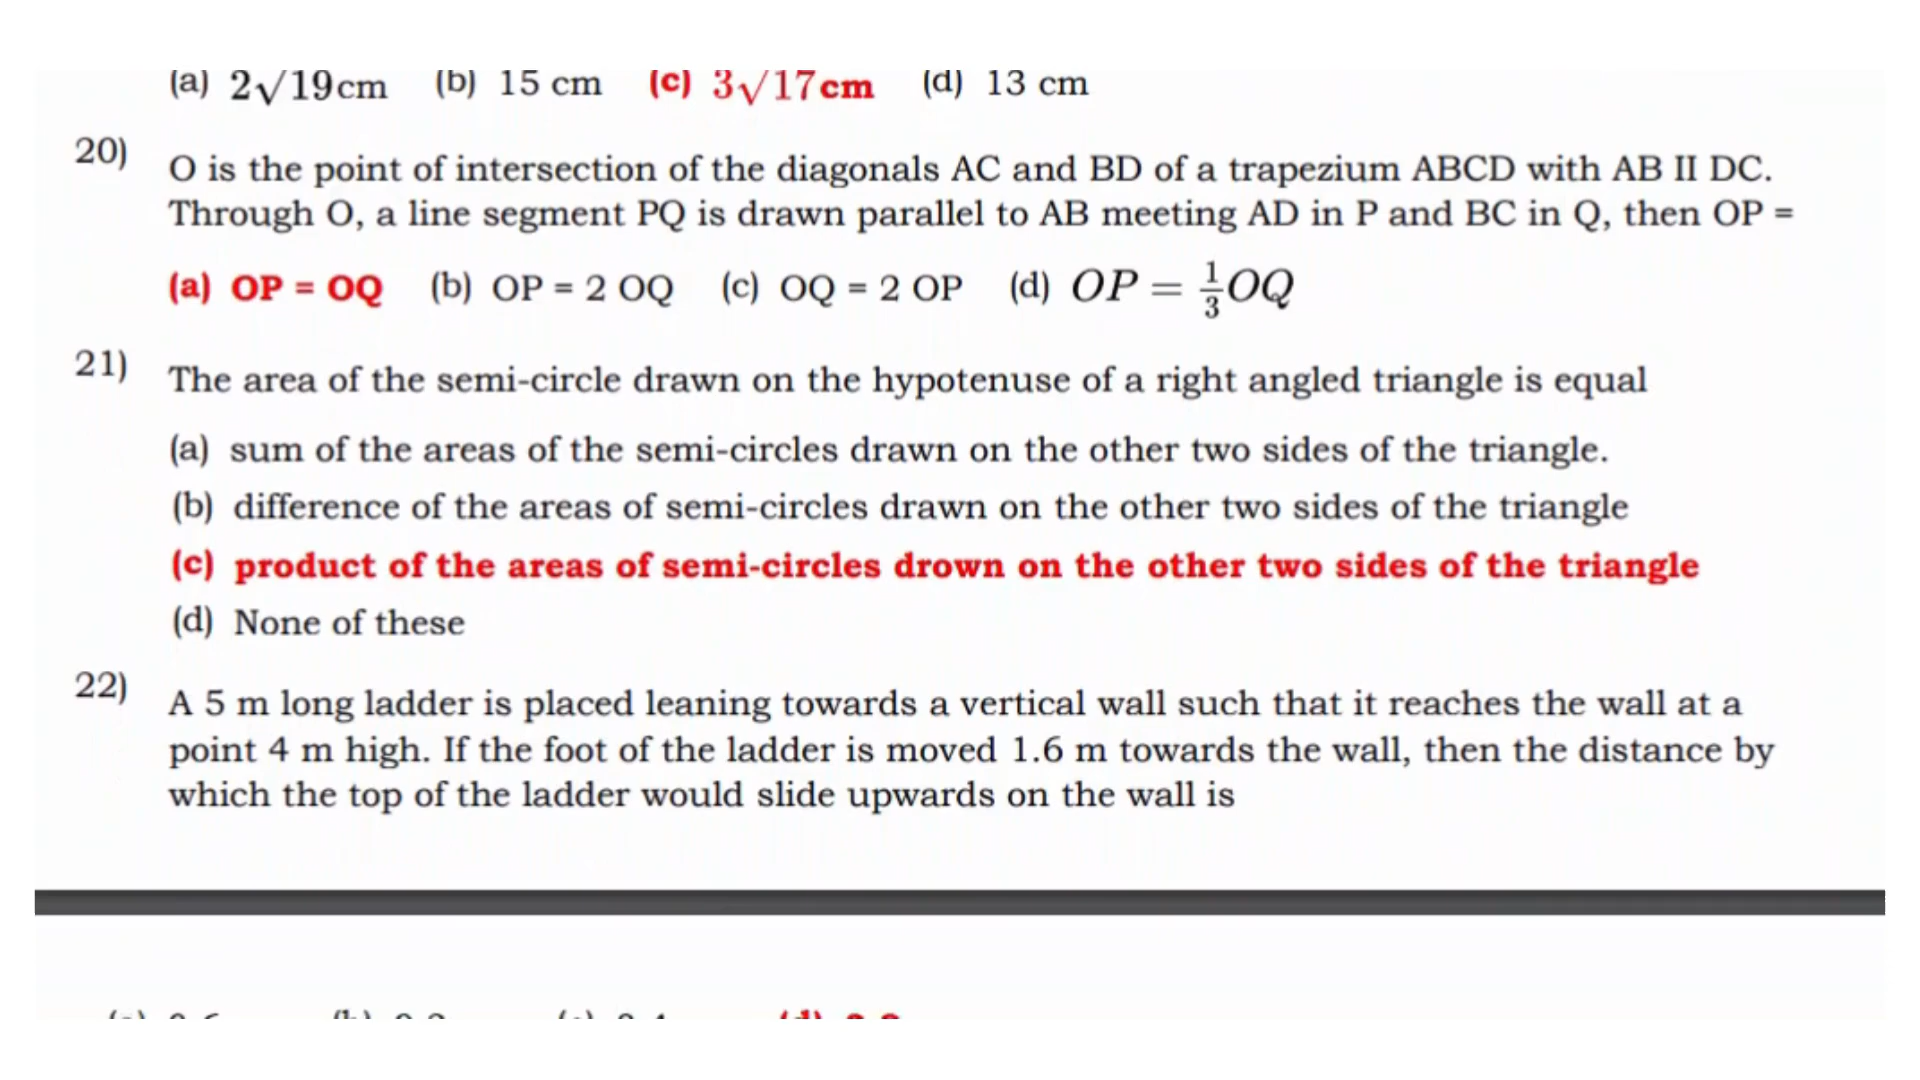 (a) 2√19cm (b) 15 cm (c) 3√17cm (d) 13 cm
20) O is the point of intersection of the diagonals AC and BD of a trapezium ABCD with AB II DC.
Through O, a line segment PQ is drawn parallel to AB meeting AD in P and BC in Q, then OP =
(a) OP = OQ (b) OP = 2 OQ (c) OQ = 2 OP (d) OP = 1/3 OQ
21) The area of the semi-circle drawn on the hypotenuse of a right angled triangle is equal
(a) sum of the areas of the semi-circles drawn on the other two sides of the triangle.
(b) difference of the areas of semi-circles drawn on the other two sides of the triangle
(c) product of the areas of semi-circles drown on the other two sides of the triangle
(d) None of these
22) A 5 m long ladder is placed leaning towards a vertical wall such that it reaches the wall at a
point 4 m high. If the foot of the ladder is moved 1.6 m towards the wall, then the distance by
which the top of the ladder would slide upwards on the wall is